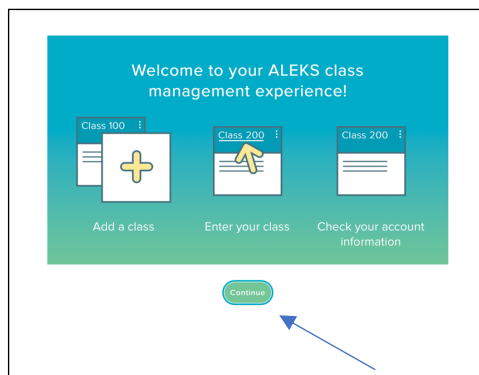 Welcome to your ALEKS class
management experience!
Class 100
Class 200
Class 200
Add a class
Enter your class
Check your account
information
Continue